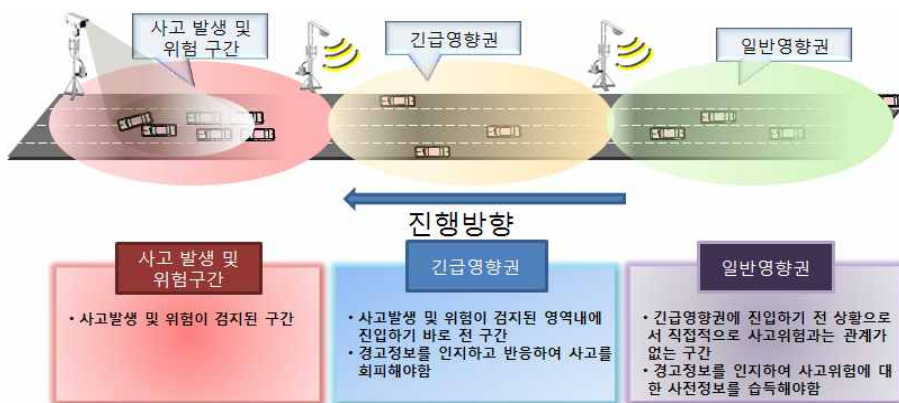 사고 발생 및
위험 구간
긴급영향권
일반영향권
진행방향
사고 발생 및
위험구간
• 사고발생 및 위험이 검지된 구간
긴급영향권
• 사고발생 및 위험이 검지된 영역내에
진입하기 바로 전 구간
• 경고정보를 인지하고 반응하여 사고를
회피해야함
일반영향권
• 긴급영향권에 진입하기 전 상황으로
서 직접적으로 사고위험과는 관계가
없는 구간
• 경고정보를 인지하여 사고위험에 대
한 사전정보를 습득해야함